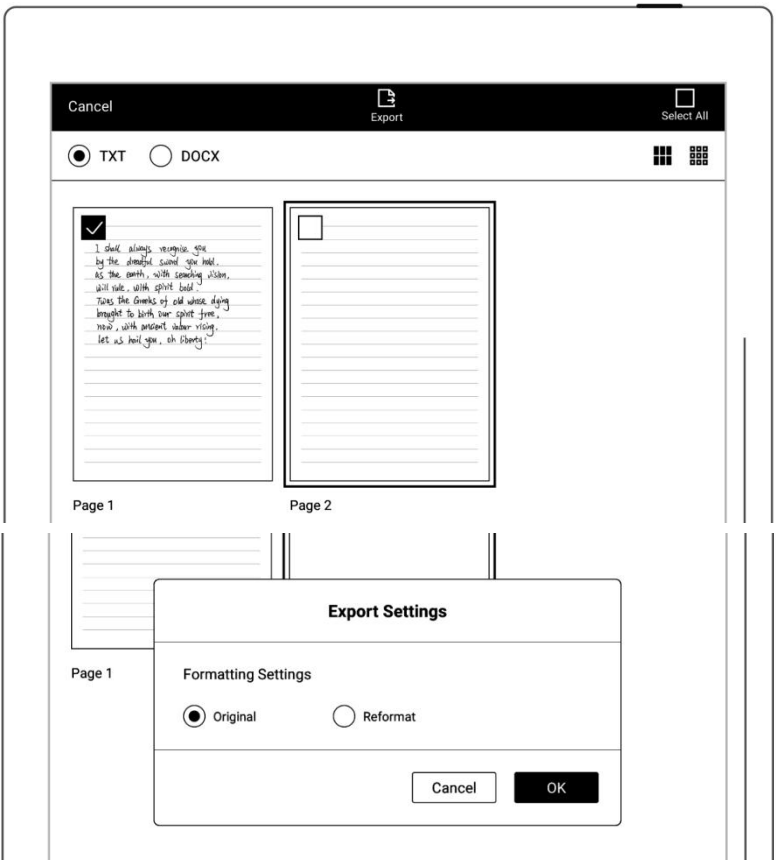 Cancel
Export
Select All
TXT
DOCX
I shall always recognise you
by the dreadful sword you hold.
as the earth, with searching vision,
will rule, with spirit bold.
Twas the Greeks of old whose dying
brought to birth our spirit free,
now, with ancient valour rising.
let us hail you, oh liberty!
Page 1
Page 2
Export Settings
Page 1
Formatting Settings
Original
Reformat
Cancel
OK